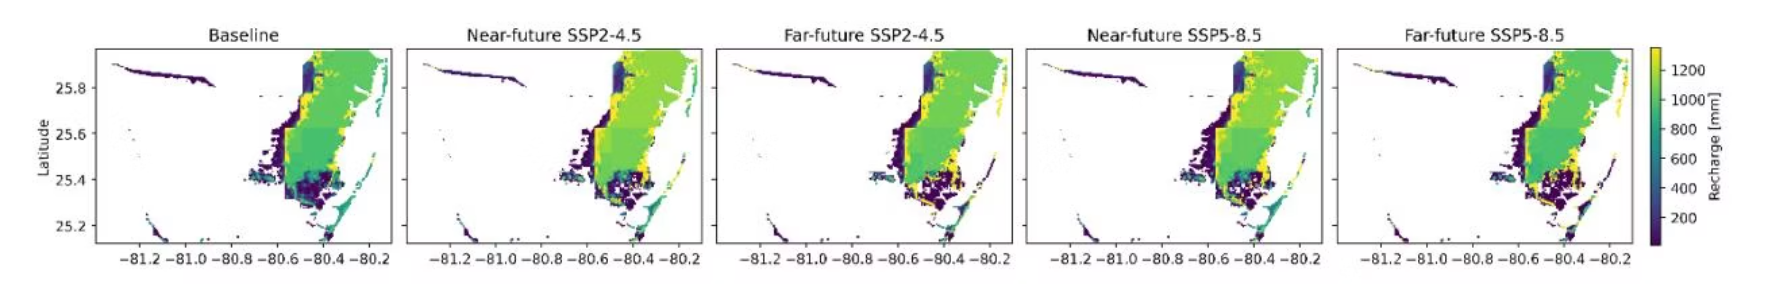 Baseline
Near-future SSP2-4.5
Far-future SSP2-4.5
Near-future SSP5-8.5
Far-future SSP5-8.5
Latitude
25.8
25.6
25.4
25.2
−81.2 −81.0 −80.8 −80.6 −80.4 −80.2
−81.2 −81.0 −80.8 −80.6 −80.4 −80.2
−81.2 −81.0 −80.8 −80.6 −80.4 −80.2
−81.2 −81.0 −80.8 −80.6 −80.4 −80.2
−81.2 −81.0 −80.8 −80.6 −80.4 −80.2
1200
1000
800
600
400
200
Recharge [mm]